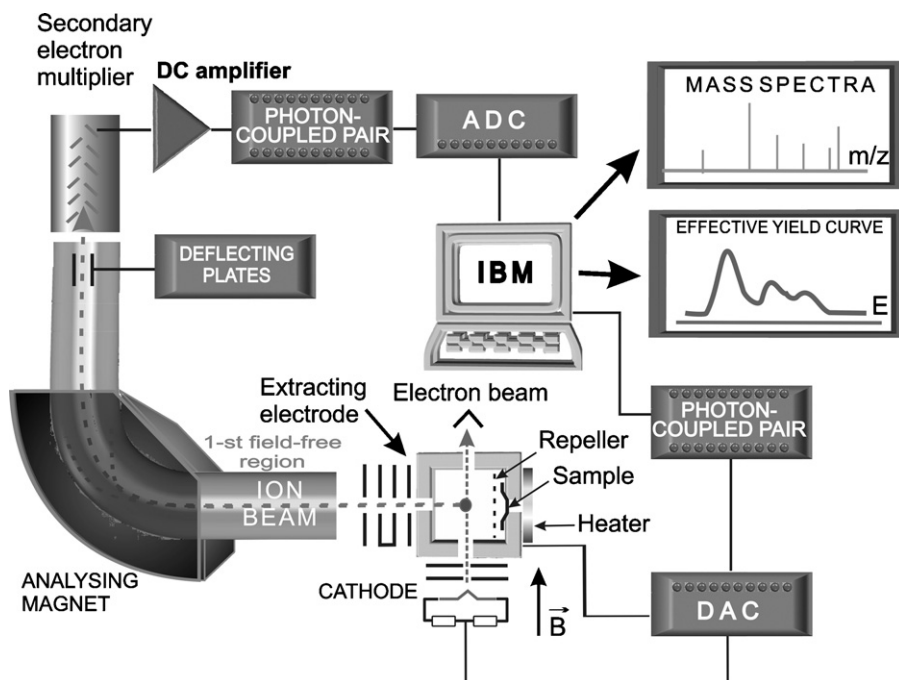 Secondary
electron
multiplier
DC amplifier
PHOTON-
COUPLED PAIR
ADC
MASS SPECTRA
m/z
DEFLECTING
PLATES
IBM
EFFECTIVE YIELD CURVE
E
Extracting
electrode
Electron beam
PHOTON-
COUPLED PAIR
1-st field-free
region
Repeller
Sample
ION
BEAM
Heater
ANALYSING
MAGNET
CATHODE
B
DAC